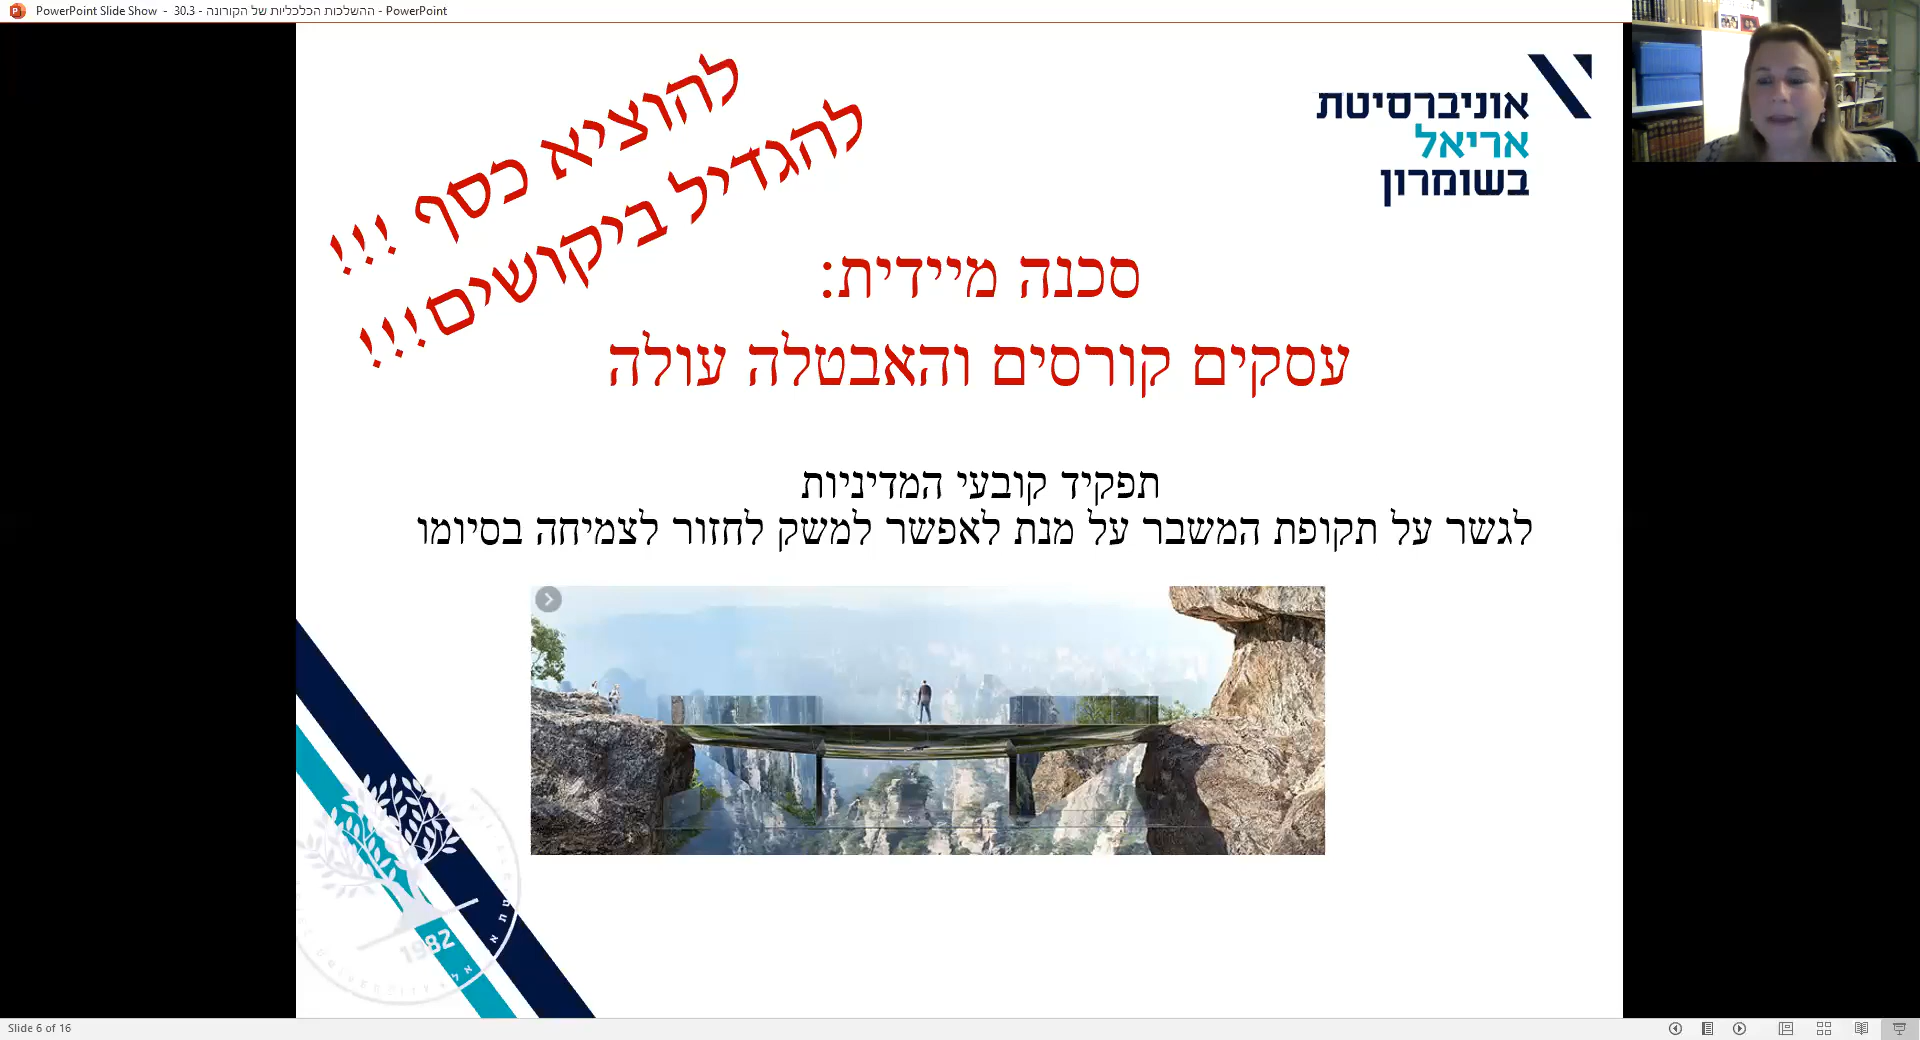 PowerPoint Slide Show - 30.3 - ההשלכות הכלכליות של הקורונה - PowerPoint
להוציא כסף !!!
להגדיל ביקושים!!!
אוניברסיטת
אריאל
בשומרון
סכנה מיידית:
עסקים קורסים והאבטלה עולה
תפקיד קובעי המדיניות
לגשר על תקופת המשבר על מנת לאפשר למשק לחזור לצמיחה בסיומו
1982
Slide 6 of 16